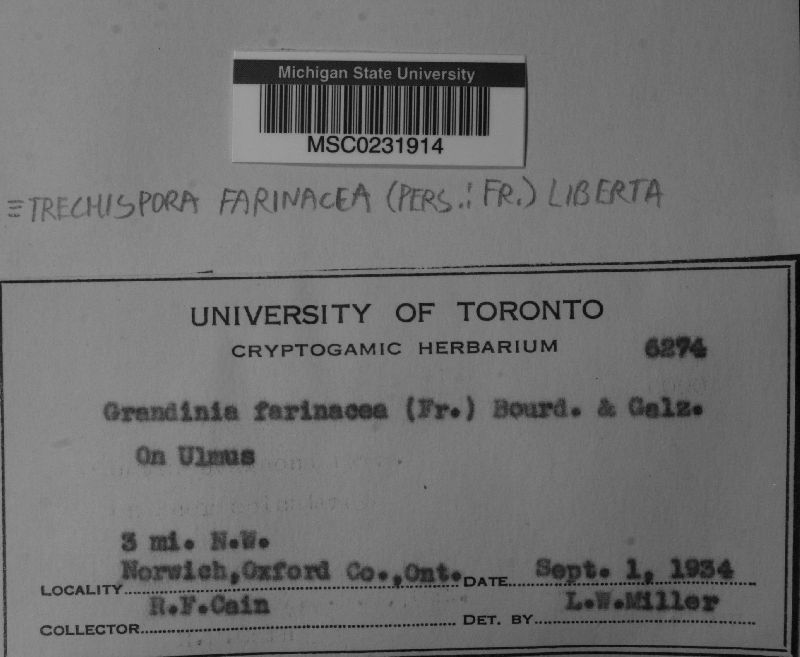 Michigan State University
MSC0231914
≡TRECHISPORA FARINACEA (PERS.: FR.) LIBERTA
UNIVERSITY OF TORONTO
CRYPTOGAMIC HERBARIUM 6274
Grandinia farinacea (Fr.) Bourd. & Galz.
On Ulmus
3 mi. N.W.
LOCALITY Norwich,Oxford Co.,Ont. DATE Sept. 1, 1934
COLLECTOR R.F.Cain DET. BY L.W.Miller